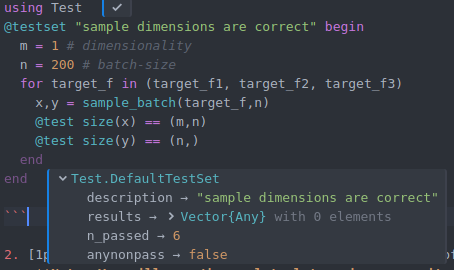 using Test ✓
@testset "sample dimensions are correct" begin
  m = 1 # dimensionality
  n = 200 # batch-size
  for target_f in (target_f1, target_f2, target_f3)
    x,y = sample_batch(target_f,n)
    @test size(x) == (m,n)
    @test size(y) == (n,)
  end
end
Test.DefaultTestSet
description → "sample dimensions are correct"
results → Vector{Any} with 0 elements
```
n_passed → 6
anynonpass → false
2. [1p